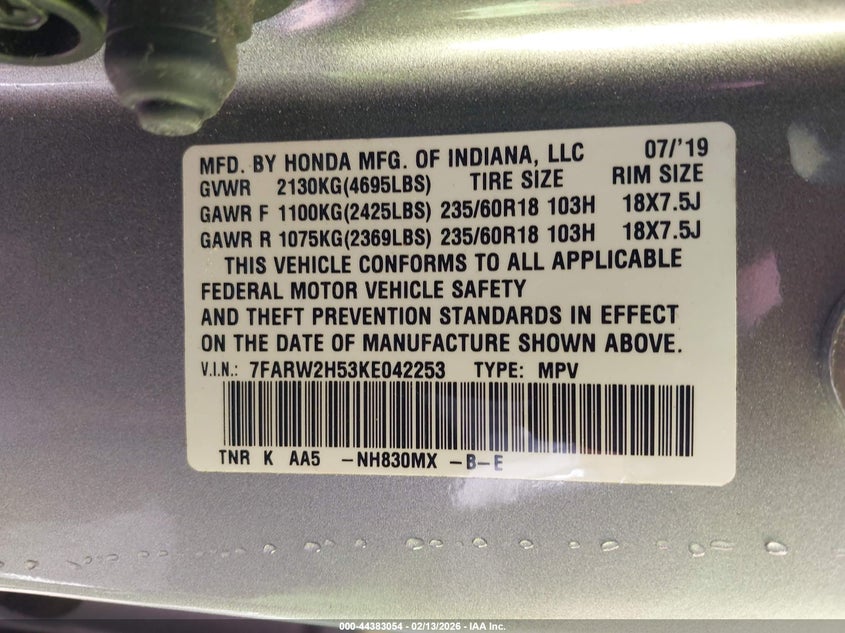 MFD. BY HONDA MFG. OF INDIANA, LLC 07/'19
GVWR 2130KG(4695LBS) TIRE SIZE RIM SIZE
GAWR F 1100KG(2425LBS) 235/60R18 103H 18X7.5J
GAWR R 1075KG(2369LBS) 235/60R18 103H 18X7.5J
THIS VEHICLE CONFORMS TO ALL APPLICABLE
FEDERAL MOTOR VEHICLE SAFETY
AND THEFT PREVENTION STANDARDS IN EFFECT
ON THE DATE OF MANUFACTURE SHOWN ABOVE.
V.I.N.: 7FARW2H53KE042253 TYPE: MPV
TNR K AA5 -NH830MX -B-E
000-44383054 - 02/13/2026 - IAA Inc.